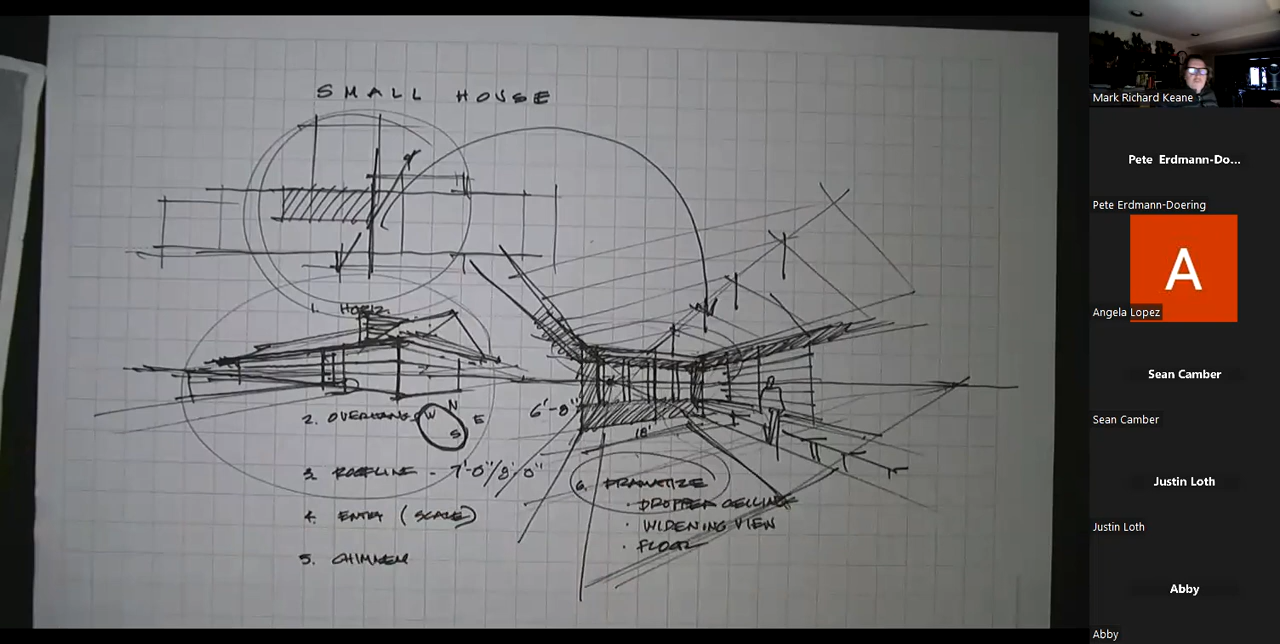 SMALL HOUSE
1. HORIZ.
2. OVERHANG
W N E S
3. ROOFLINE - 7'-0"/8'-0"
4. ENTRY (SCALE)
5. CHIMNEY
6'-8"
18'
6. DRAMATIZE
· DROPPED CEILING
· WIDENING VIEW
· FLOOR
Mark Richard Keane
Pete Erdmann-Do...
Pete Erdmann-Doering
A
Angela Lopez
Sean Camber
Sean Camber
Justin Loth
Justin Loth
Abby
Abby